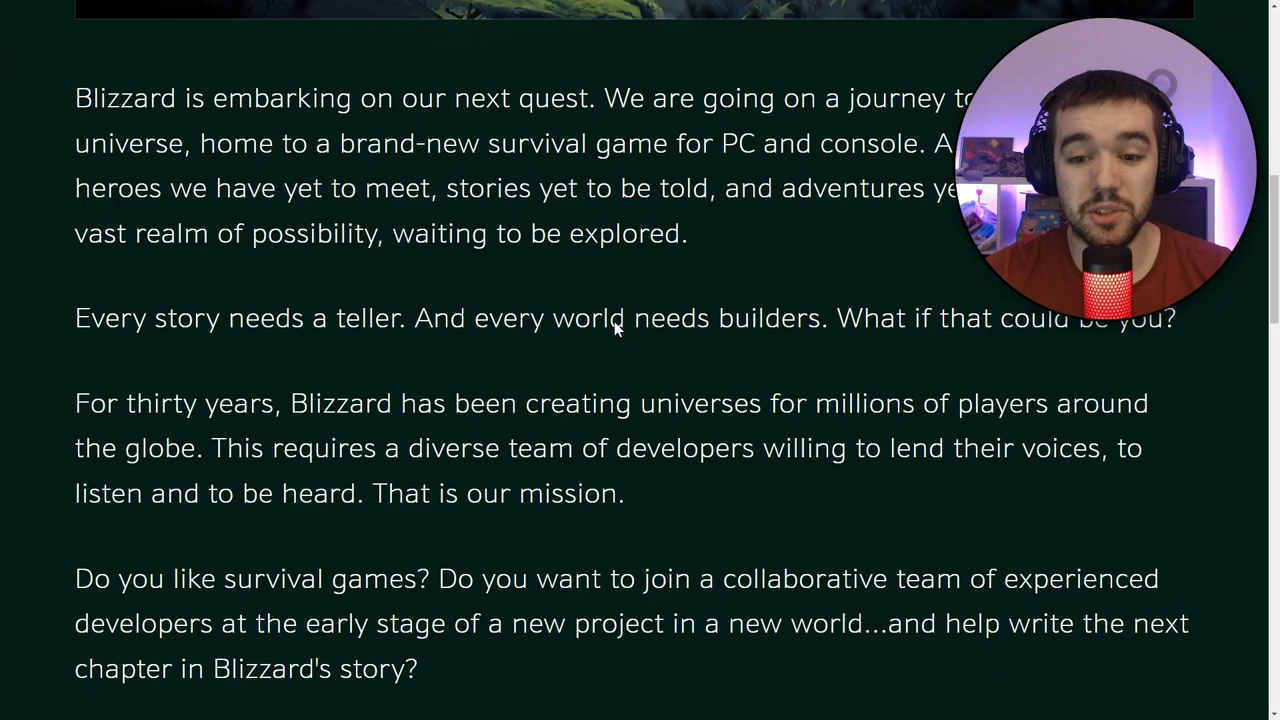 Blizzard is embarking on our next quest. We are going on a journey
universe, home to a brand-new survival game for PC and console. A
heroes we have yet to meet, stories yet to be told, and adventures
vast realm of possibility, waiting to be explored.
Every story needs a teller. And every world needs builders. What if that could be you?
For thirty years, Blizzard has been creating universes for millions of players around
the globe. This requires a diverse team of developers willing to lend their voices, to
listen and to be heard. That is our mission.
Do you like survival games? Do you want to join a collaborative team of experienced
developers at the early stage of a new project in a new world...and help write the next
chapter in Blizzard's story?